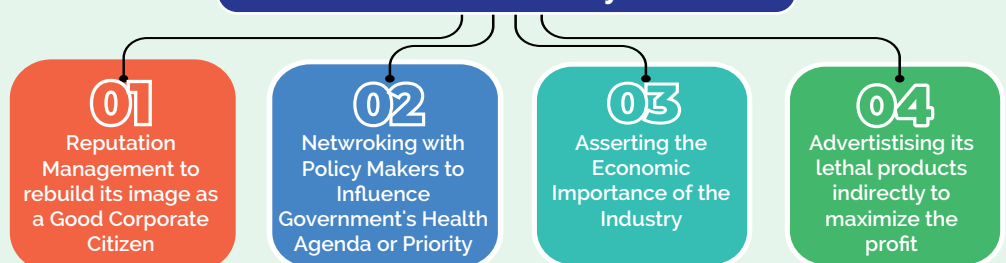 01
Reputation
Management to
rebuild its image as
a Good Corporate
Citizen
02
Netwroking with
Policy Makers to
Influence
Government's Health
Agenda or Priority
03
Asserting the
Economic
Importance of the
Industry
04
Advertistising its
lethal products
indirectly to
maximize the
profit